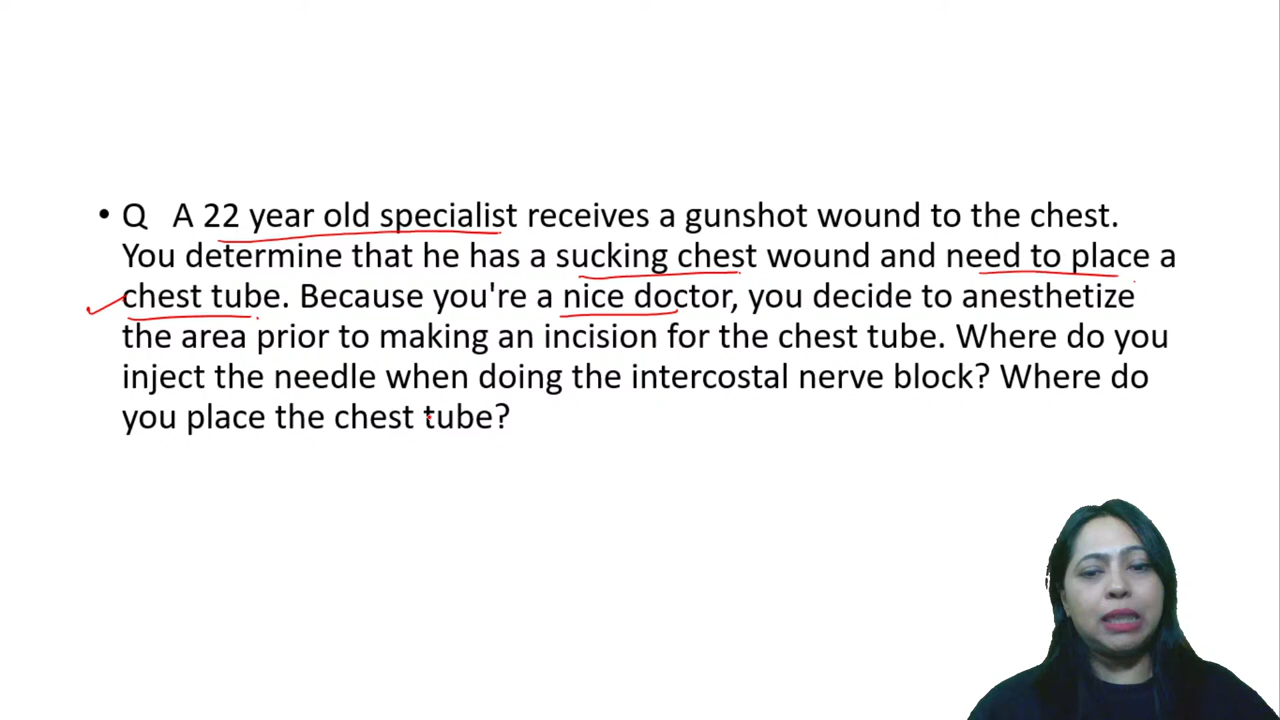 • Q A 22 year old specialist receives a gunshot wound to the chest.
You determine that he has a sucking chest wound and need to place a
chest tube. Because you're a nice doctor, you decide to anesthetize
the area prior to making an incision for the chest tube. Where do you
inject the needle when doing the intercostal nerve block? Where do
you place the chest tube?